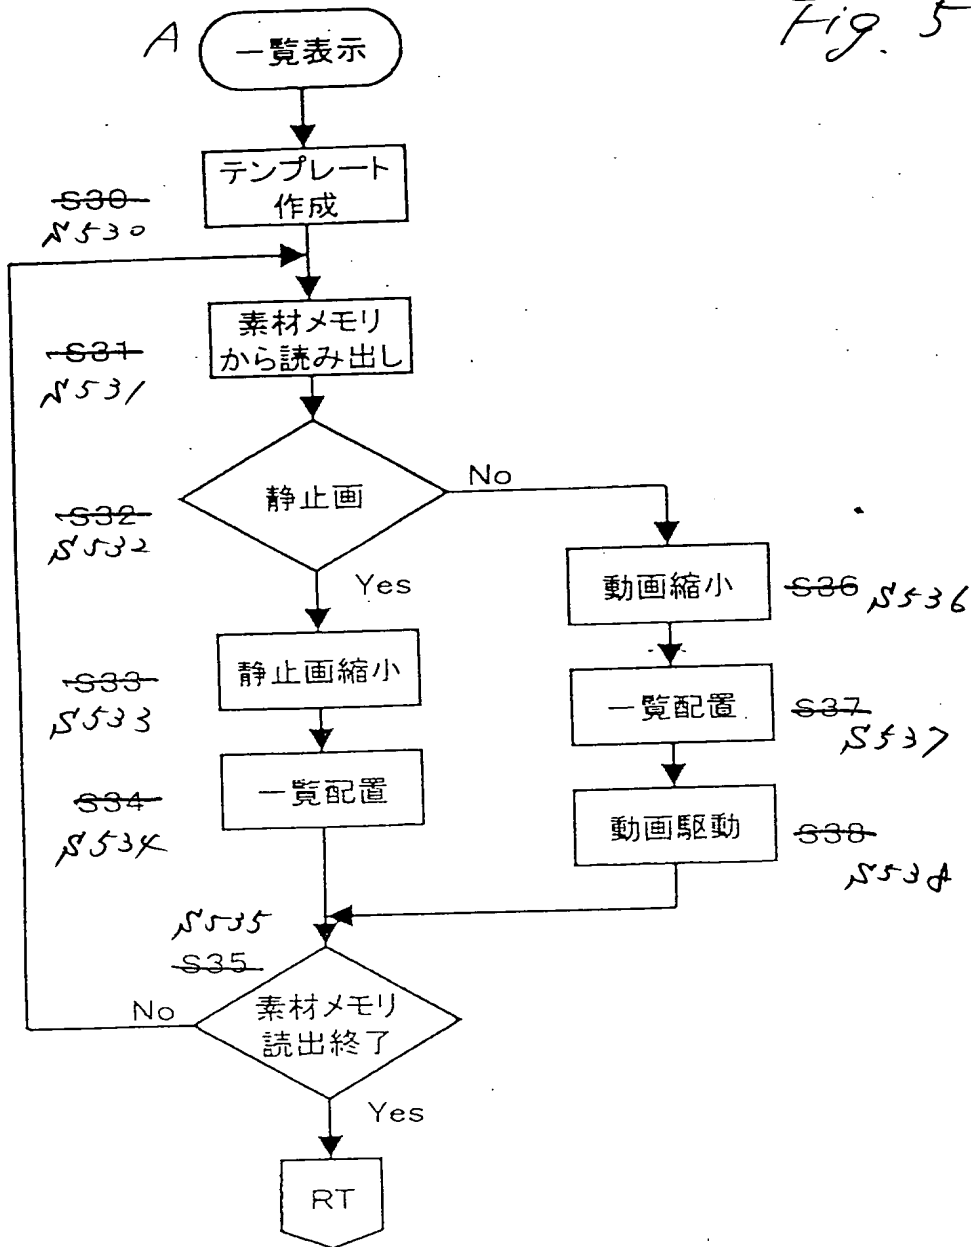 Fig. 5
A
一覧表示
テンプレート
作成
S30
S530
素材メモリ
から読み出し
S31
S531
静止画
No
S32
S532
Yes
動画縮小
S36 S536
静止画縮小
S33
S533
一覧配置
S37
S537
一覧配置
S34
S534
動画駆動
S38
S538
S535
S35
No
素材メモリ
読出終了
Yes
RT